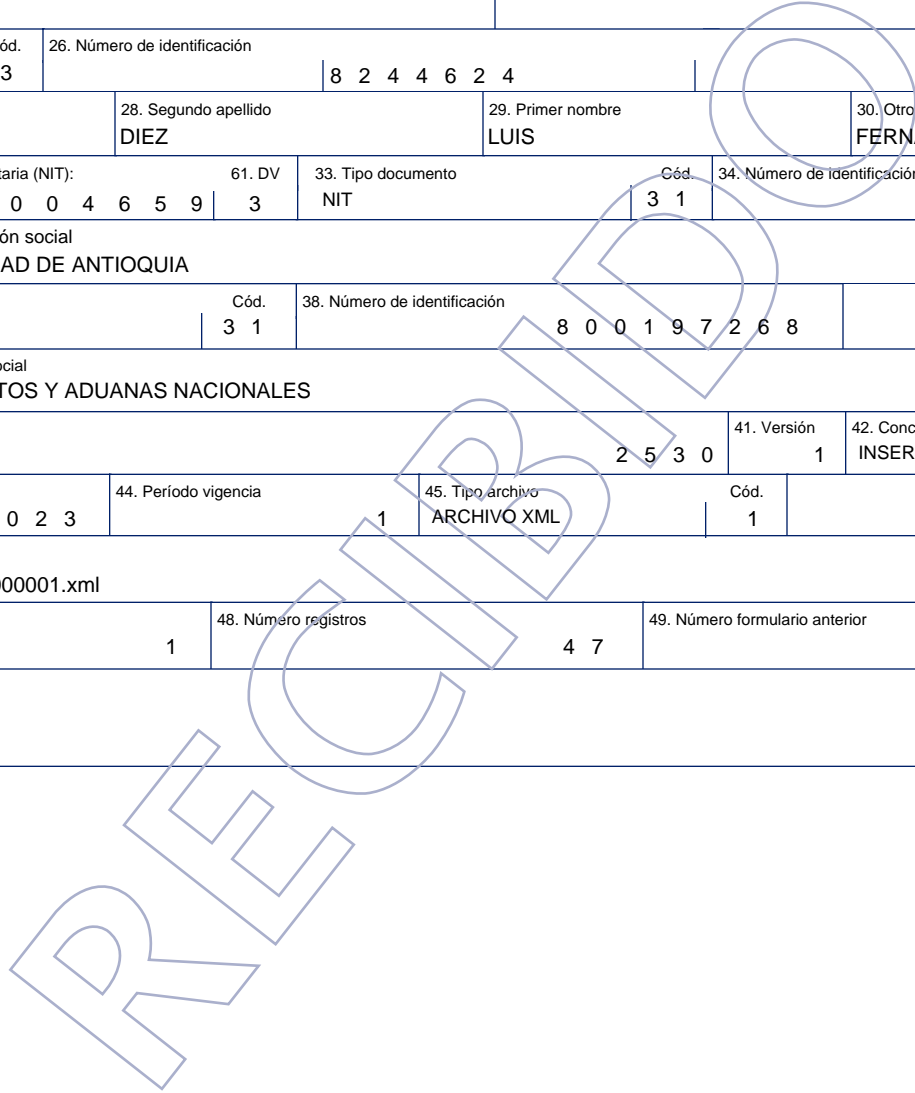 ód. 26. Número de identificación
3 8 2 4 4 6 2 4
28. Segundo apellido 29. Primer nombre 30. Otro
DIEZ LUIS FERNA
aria (NIT): 61. DV 33. Tipo documento Cód. 34. Número de identificación
0 0 4 6 5 9 3 NIT 3 1
ón social
AD DE ANTIOQUIA
Cód. 38. Número de identificación
3 1 8 0 0 1 9 7 2 6 8
ocial
TOS Y ADUANAS NACIONALES
41. Versión 42. Conc
2 5 3 0 1 INSER
44. Período vigencia 45. Tipo archivo Cód.
0 2 3 1 ARCHIVO XML 1
000001.xml
48. Número registros 49. Número formulario anterior
1 4 7
RECIBIDO